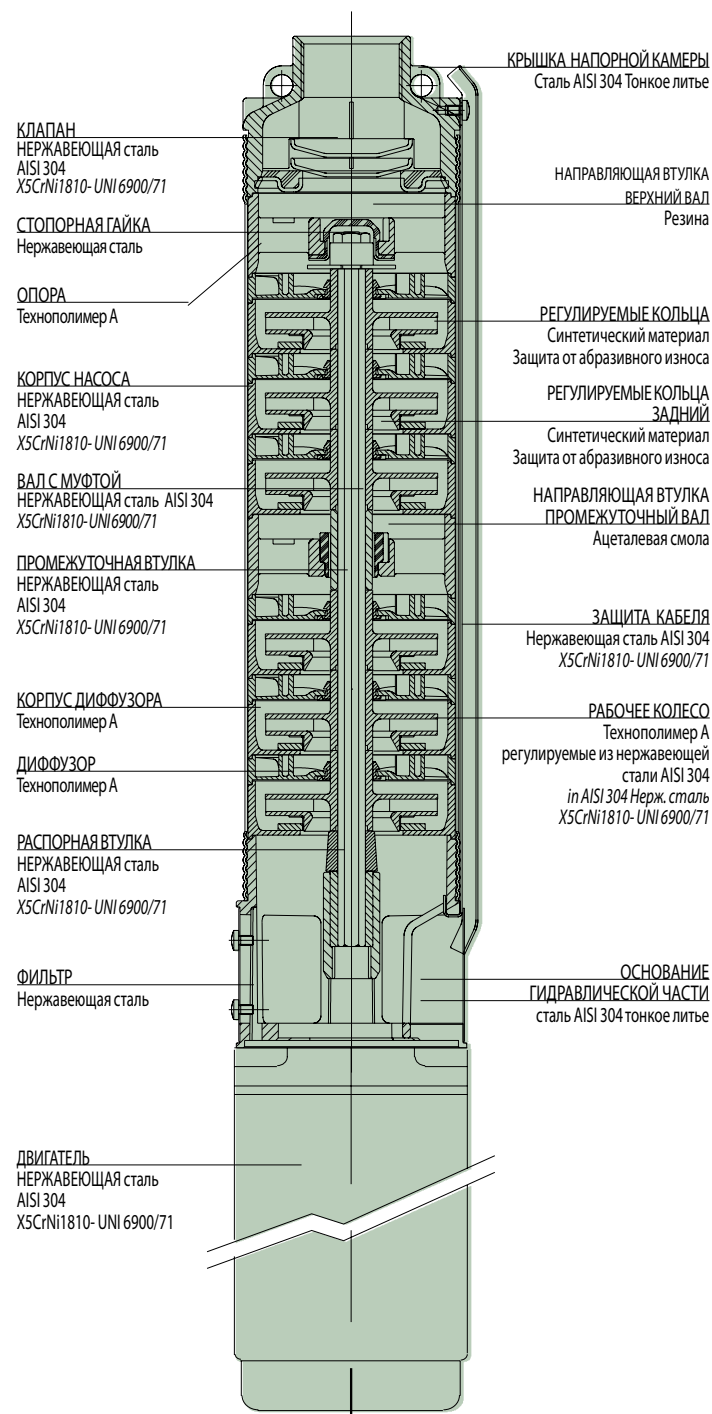 КЛАПАН
НЕРЖАВЕЮЩАЯ сталь
AISI 304
X5CrNi1810- UNI 6900/71
СТОПОРНАЯ ГАЙКА
Нержавеющая сталь
ОПОРА
Технополимер А
КОРПУС НАСОСА
НЕРЖАВЕЮЩАЯ сталь
AISI 304
X5CrNi1810- UNI 6900/71
ВАЛ С МУФТОЙ
НЕРЖАВЕЮЩАЯ сталь AISI 304
X5CrNi1810- UNI 6900/71
ПРОМЕЖУТОЧНАЯ ВТУЛКА
НЕРЖАВЕЮЩАЯ сталь
AISI 304
X5CrNi1810- UNI 6900/71
КОРПУС ДИФФУЗОРА
Технополимер А
ДИФФУЗОР
Технополимер А
РАСПОРНАЯ ВТУЛКА
НЕРЖАВЕЮЩАЯ сталь
AISI 304
X5CrNi1810- UNI 6900/71
ФИЛЬТР
Нержавеющая сталь
ДВИГАТЕЛЬ
НЕРЖАВЕЮЩАЯ сталь
AISI 304
X5CrNi1810- UNI 6900/71
КРЫШКА НАПОРНОЙ КАМЕРЫ
Сталь AISI 304 Тонкое литье
НАПРАВЛЯЮЩАЯ ВТУЛКА
ВЕРХНИЙ ВАЛ
Резина
РЕГУЛИРУЕМЫЕ КОЛЬЦА
Синтетический материал
Защита от абразивного износа
РЕГУЛИРУЕМЫЕ КОЛЬЦА
ЗАДНИЙ
Синтетический материал
Защита от абразивного износа
НАПРАВЛЯЮЩАЯ ВТУЛКА
ПРОМЕЖУТОЧНЫЙ ВАЛ
Ацеталевая смола
ЗАЩИТА КАБЕЛЯ
Нержавеющая сталь AISI 304
X5CrNi1810- UNI 6900/71
РАБОЧЕЕ КОЛЕСО
Технополимер А
регулируемые из нержавеющей
стали AISI 304
in AISI 304 Нерж. сталь
X5CrNi1810- UNI 6900/71
ОСНОВАНИЕ
ГИДРАВЛИЧЕСКОЙ ЧАСТИ
сталь AISI 304 тонкое литье